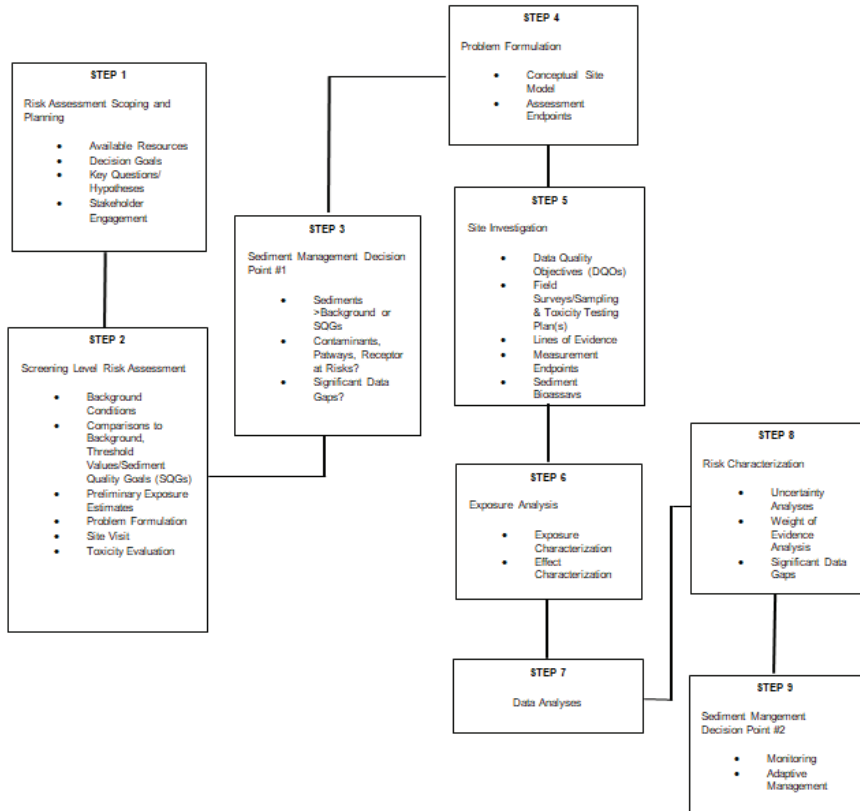 STEP 1
Risk Assessment Scoping and
Planning
• Available Resources
• Decision Goals
• Key Questions/
Hypotheses
• Stakeholder
Engagement
STEP 2
Screening Level Risk Assessment
• Background
Conditions
• Comparisons to
Background,
Threshold
Values/Sediment
Quality Goals (SQGs)
• Preliminary Exposure
Estimates
• Problem Formulation
• Site Visit
• Toxicity Evaluation
STEP 3
Sediment Management Decision
Point #1
• Sediments
>Background or
SQGs
• Contaminants,
Patways, Receptor
at Risks?
• Significant Data
Gaps?
STEP 4
Problem Formulation
• Conceptual Site
Model
• Assessment
Endpoints
STEP 5
Site Investigation
• Data Quality
Objectives (DQOs)
• Field
Surveys/Sampling
& Toxicity Testing
Plan(s)
• Lines of Evidence
• Measurement
Endpoints
• Sediment
Bioassays
STEP 6
Exposure Analysis
• Exposure
Characterization
• Effect
Characterization
STEP 7
Data Analyses
STEP 8
Risk Characterization
• Uncertainty
Analyses
• Weight of
Evidence
Analysis
• Significant Data
Gaps
STEP 9
Sediment Mangement
Decision Point #2
• Monitoring
• Adaptive
Management